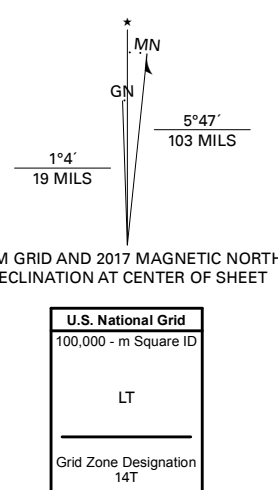 ★
MN
GN
5°47´
103 MILS
1°4´
19 MILS
M GRID AND 2017 MAGNETIC NORTH
ECLINATION AT CENTER OF SHEET
U.S. National Grid
100,000 - m Square ID
LT
Grid Zone Designation
14T